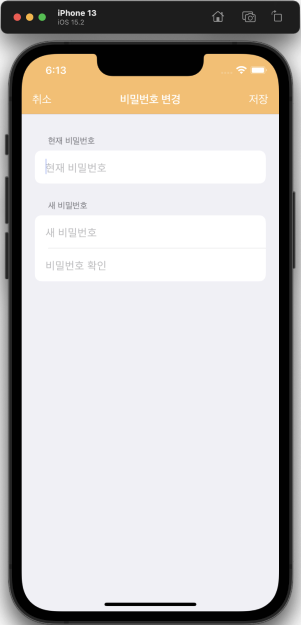 iPhone 13
iOS 15.2
6:13
취소 비밀번호 변경 저장
현재 비밀번호
현재 비밀번호
새 비밀번호
새 비밀번호
비밀번호 확인